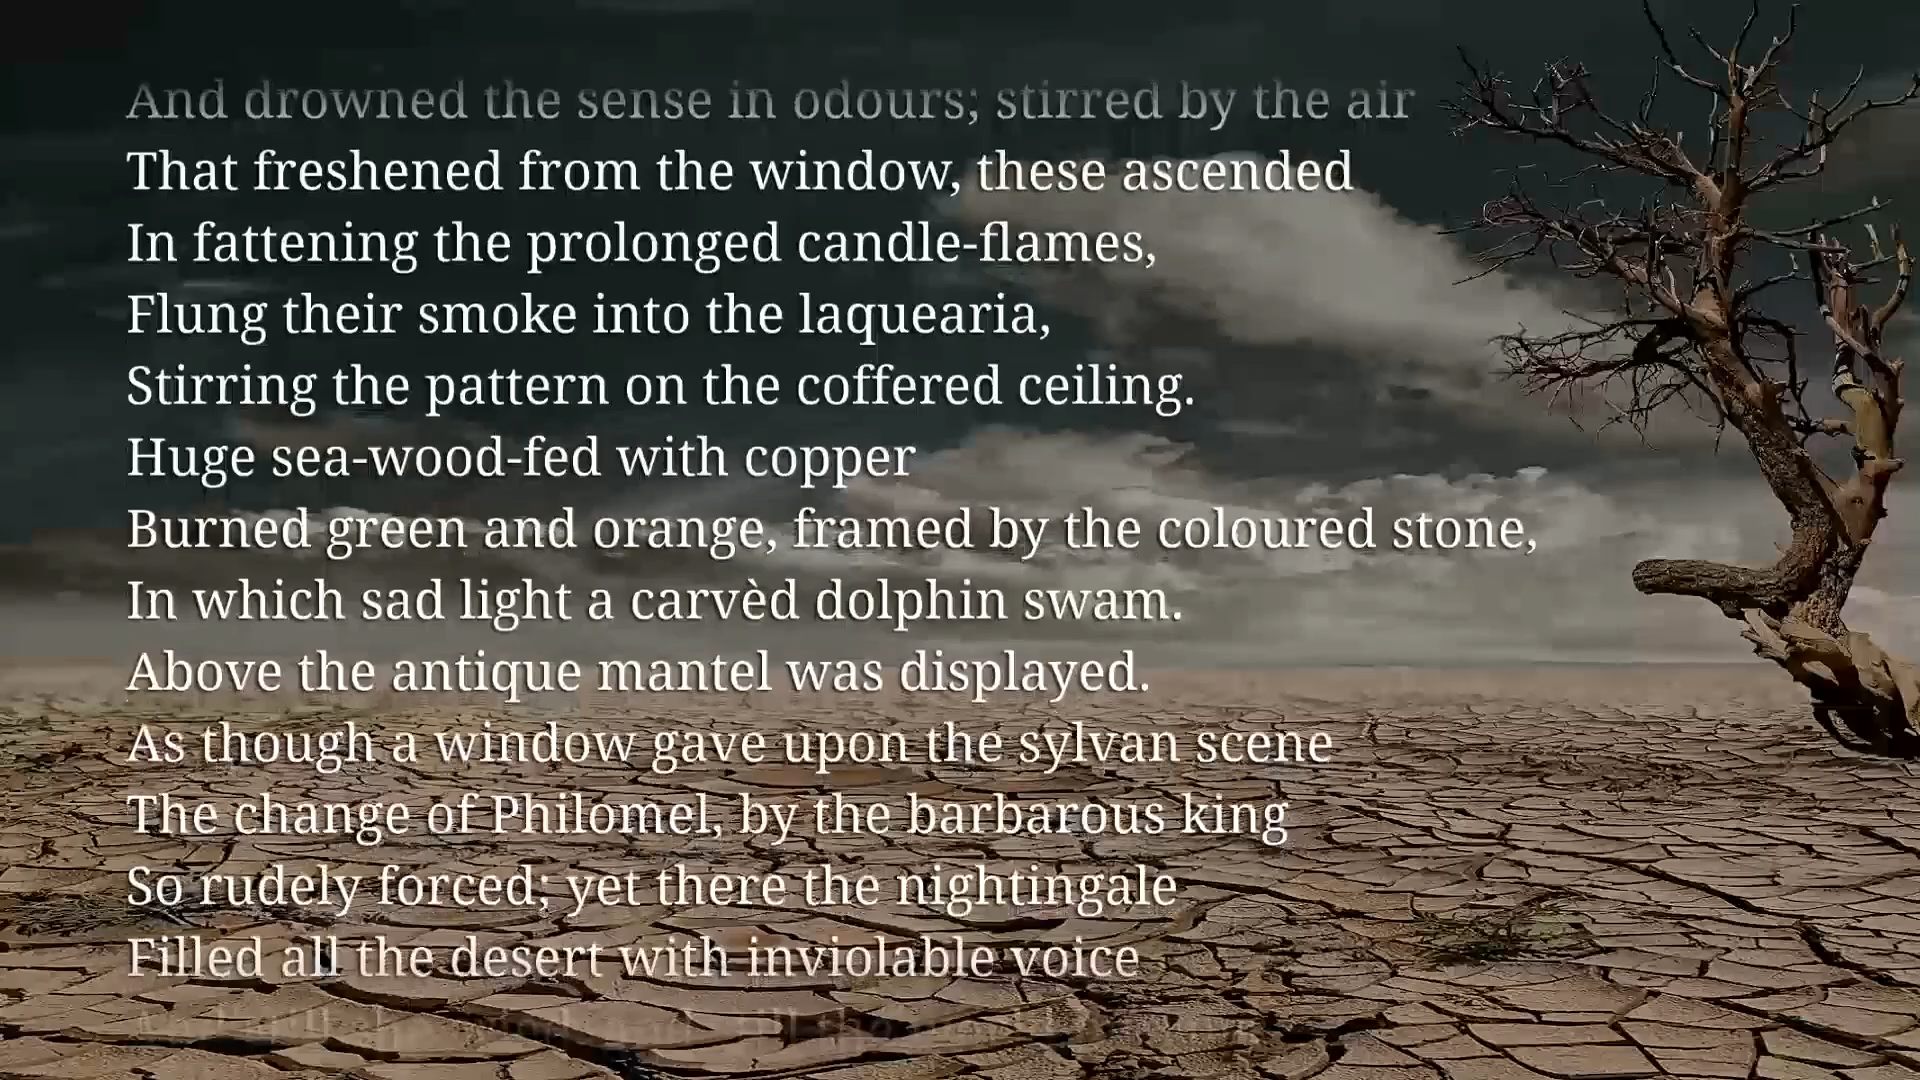 And drowned the sense in odours; stirred by the air
That freshened from the window, these ascended
In fattening the prolonged candle-flames,
Flung their smoke into the laquearia,
Stirring the pattern on the coffered ceiling.
Huge sea-wood-fed with copper
Burned green and orange, framed by the coloured stone,
In which sad light a carvèd dolphin swam.
Above the antique mantel was displayed.
As though a window gave upon the sylvan scene
The change of Philomel, by the barbarous king
So rudely forced; yet there the nightingale
Filled all the desert with inviolable voice